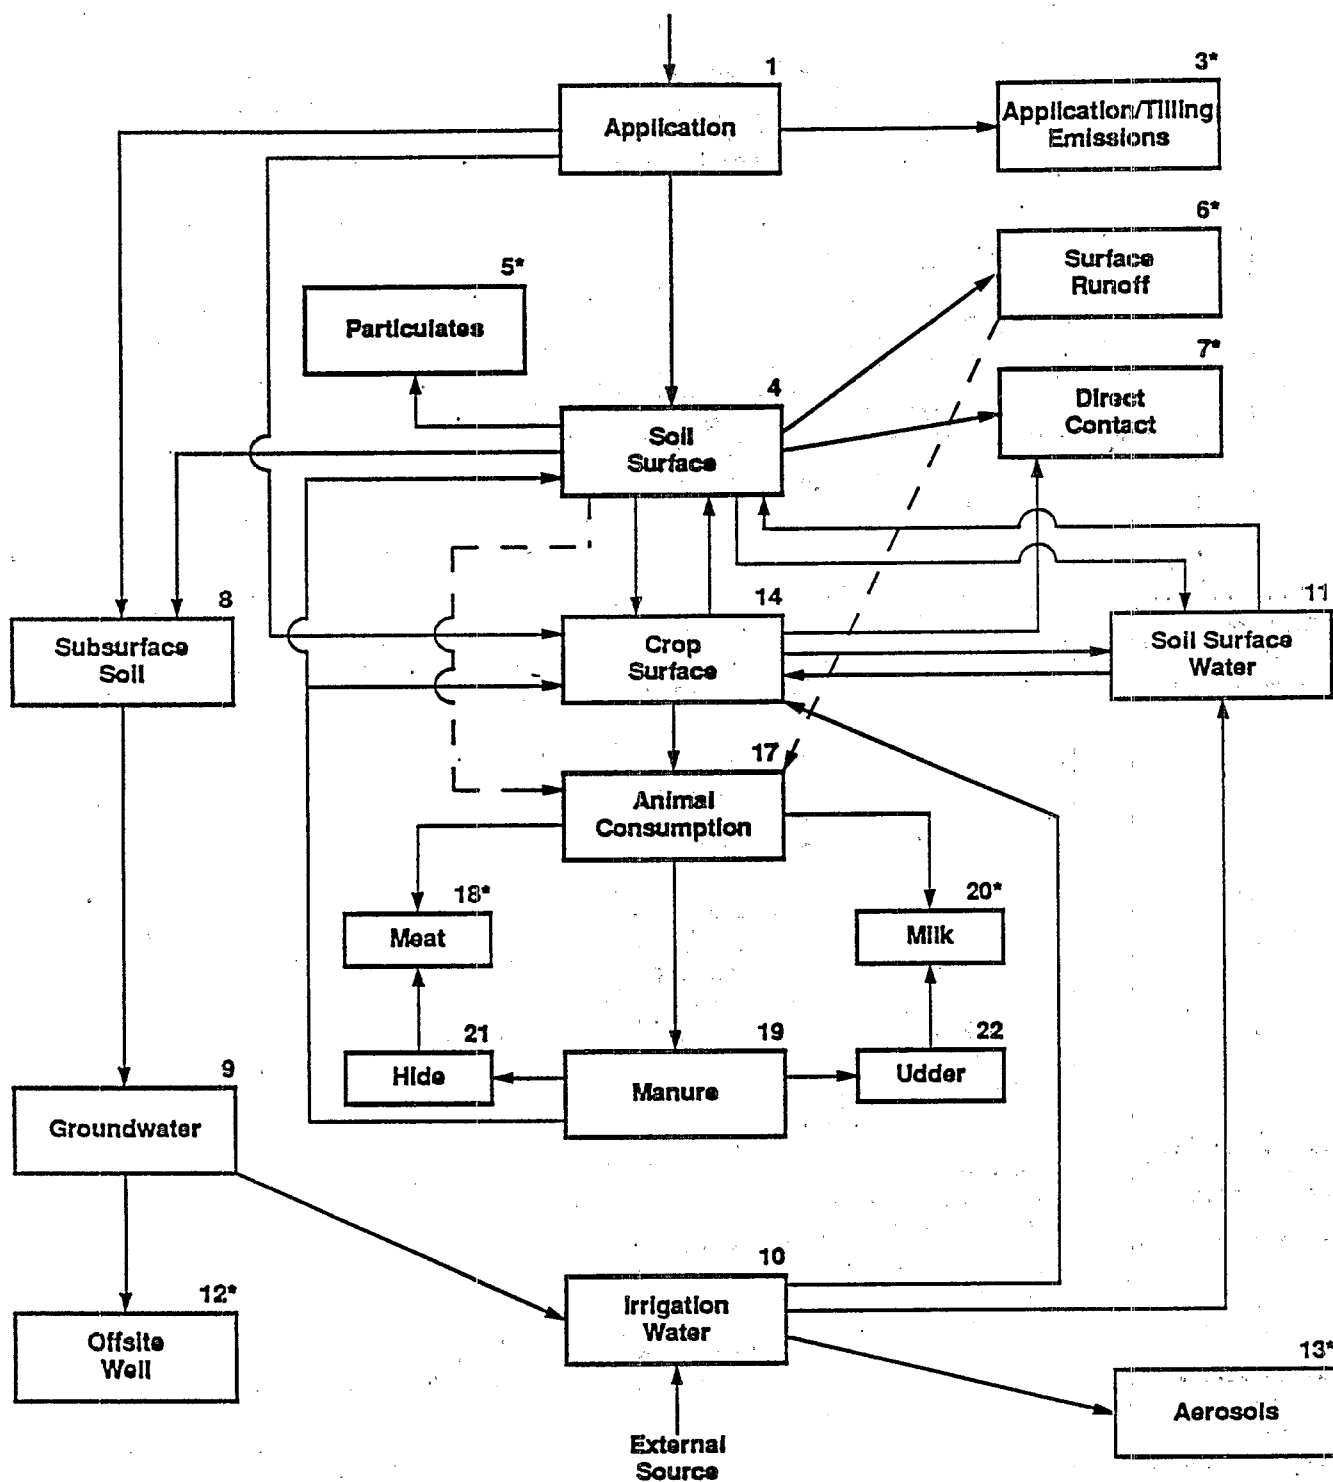 1
Application
3*
Application/Tilling
Emissions
6*
Surface
Runoff
5*
Particulates
7*
Direct
Contact
4
Soil
Surface
8
Subsurface
Soil
14
Crop
Surface
11
Soil Surface
Water
17
Animal
Consumption
18*
Meat
20*
Milk
21
Hide
19
Manure
22
Udder
9
Groundwater
10
Irrigation
Water
12*
Offsite
Well
13*
Aerosols
External
Source